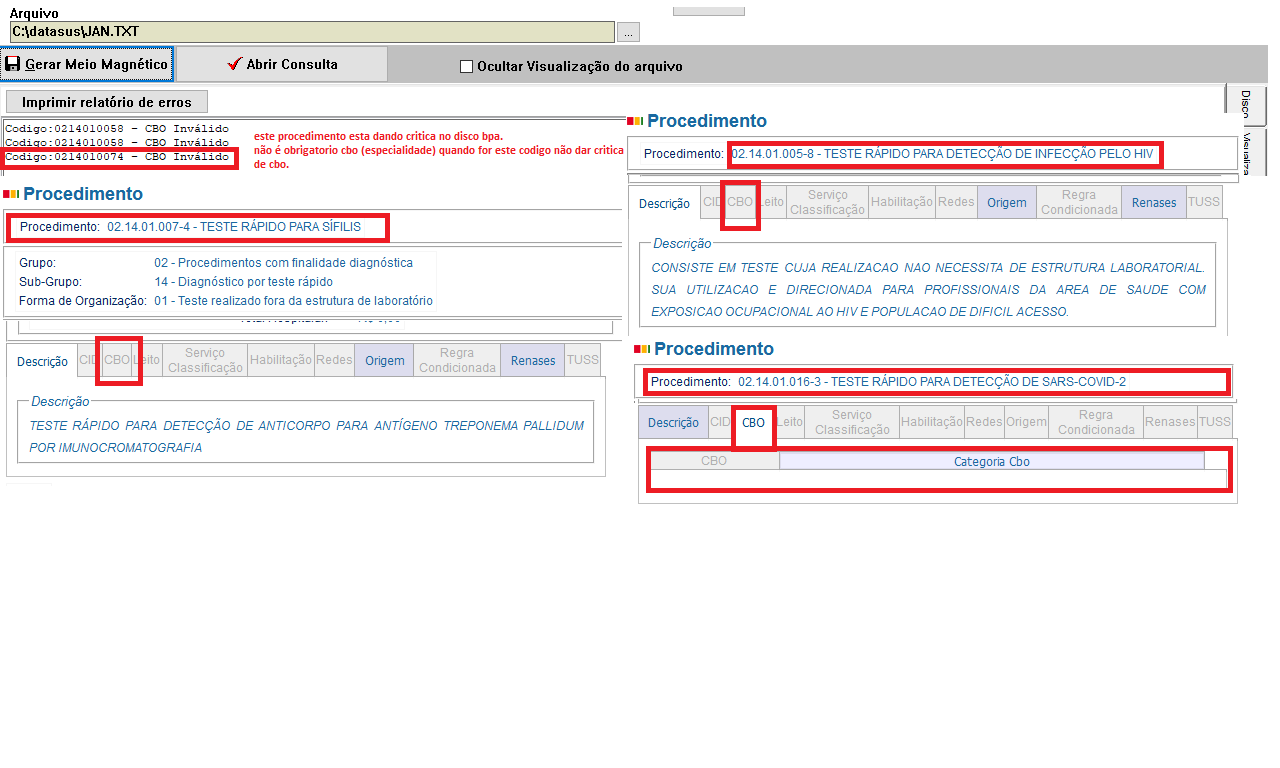 Arquivo
C:\datasus\JAN.TXT
...
Gerar Meio Magnético
Abrir Consulta
Ocultar Visualização do arquivo
Imprimir relatório de erros
Discon
Visualiza
Codigo:0214010058 - CBO Inválido
Codigo:0214010058 - CBO Inválido
Codigo:0214010074 - CBO Inválido
este procedimento esta dando critica no disco bpa.
não é obrigatorio cbo (especialidade) quando for este codigo não dar critica
de cbo.
Procedimento
Procedimento: 02.14.01.007-4 - TESTE RÁPIDO PARA SÍFILIS
Grupo: 02 - Procedimentos com finalidade diagnóstica
Sub-Grupo: 14 - Diagnóstico por teste rápido
Forma de Organização: 01 - Teste realizado fora da estrutura de laboratório
Descrição CID CBO Leito Serviço Classificação Habilitação Redes Origem Regra Condicionada Renases TUSS
Descrição
TESTE RÁPIDO PARA DETECÇÃO DE ANTICORPO PARA ANTÍGENO TREPONEMA PALLIDUM
POR IMUNOCROMATOGRAFIA
Procedimento
Procedimento: 02.14.01.005-8 - TESTE RÁPIDO PARA DETECÇÃO DE INFECÇÃO PELO HIV
Descrição CID CBO Leito Serviço Classificação Habilitação Redes Origem Regra Condicionada Renases TUSS
Descrição
CONSISTE EM TESTE CUJA REALIZACAO NAO NECESSITA DE ESTRUTURA LABORATORIAL.
SUA UTILIZACAO E DIRECIONADA PARA PROFISSIONAIS DA AREA DE SAUDE COM
EXPOSICAO OCUPACIONAL AO HIV E POPULACAO DE DIFICIL ACESSO.
Procedimento
Procedimento: 02.14.01.016-3 - TESTE RÁPIDO PARA DETECÇÃO DE SARS-COVID-2
Descrição CID CBO Leito Serviço Classificação Habilitação Redes Origem Regra Condicionada Renases TUSS
CBO Categoria Cbo